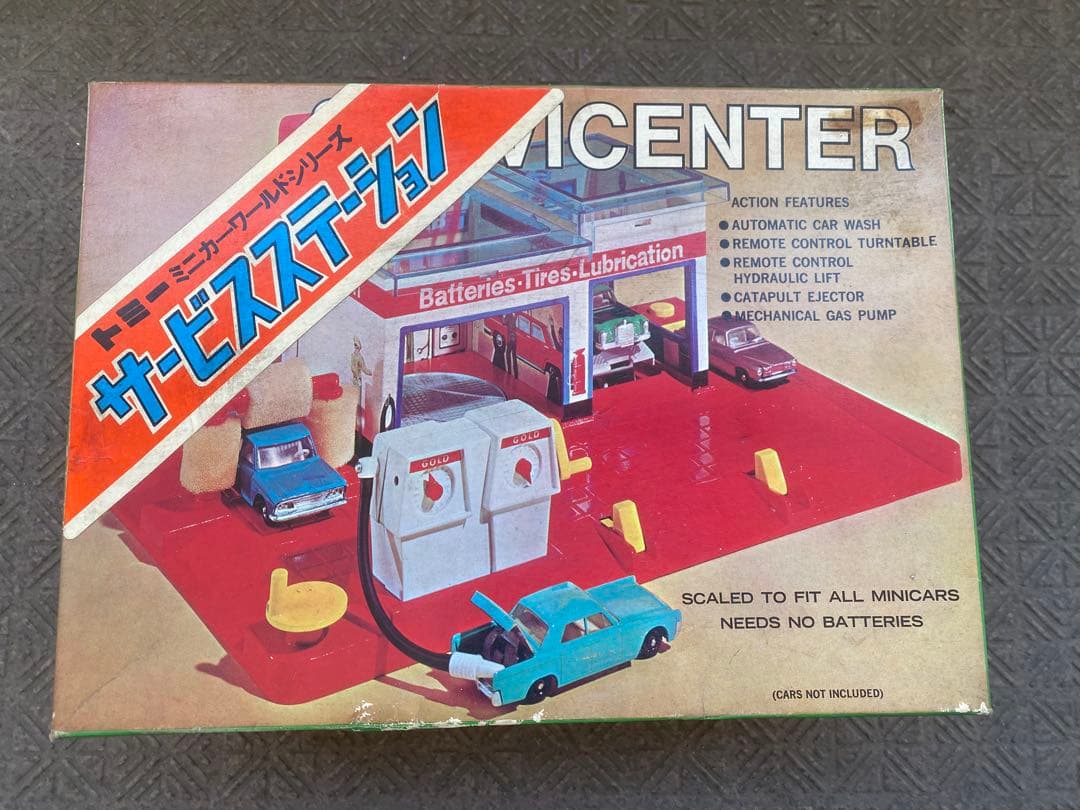 トミーミニカーワールドシリーズ
サービスステーション
VICENTER
ACTION FEATURES
● AUTOMATIC CAR WASH
● REMOTE CONTROL TURNTABLE
● REMOTE CONTROL
HYDRAULIC LIFT
● CATAPULT EJECTOR
● MECHANICAL GAS PUMP
Batteries·Tires·Lubrication
GOLD
GOLD
SCALED TO FIT ALL MINICARS
NEEDS NO BATTERIES
(CARS NOT INCLUDED)